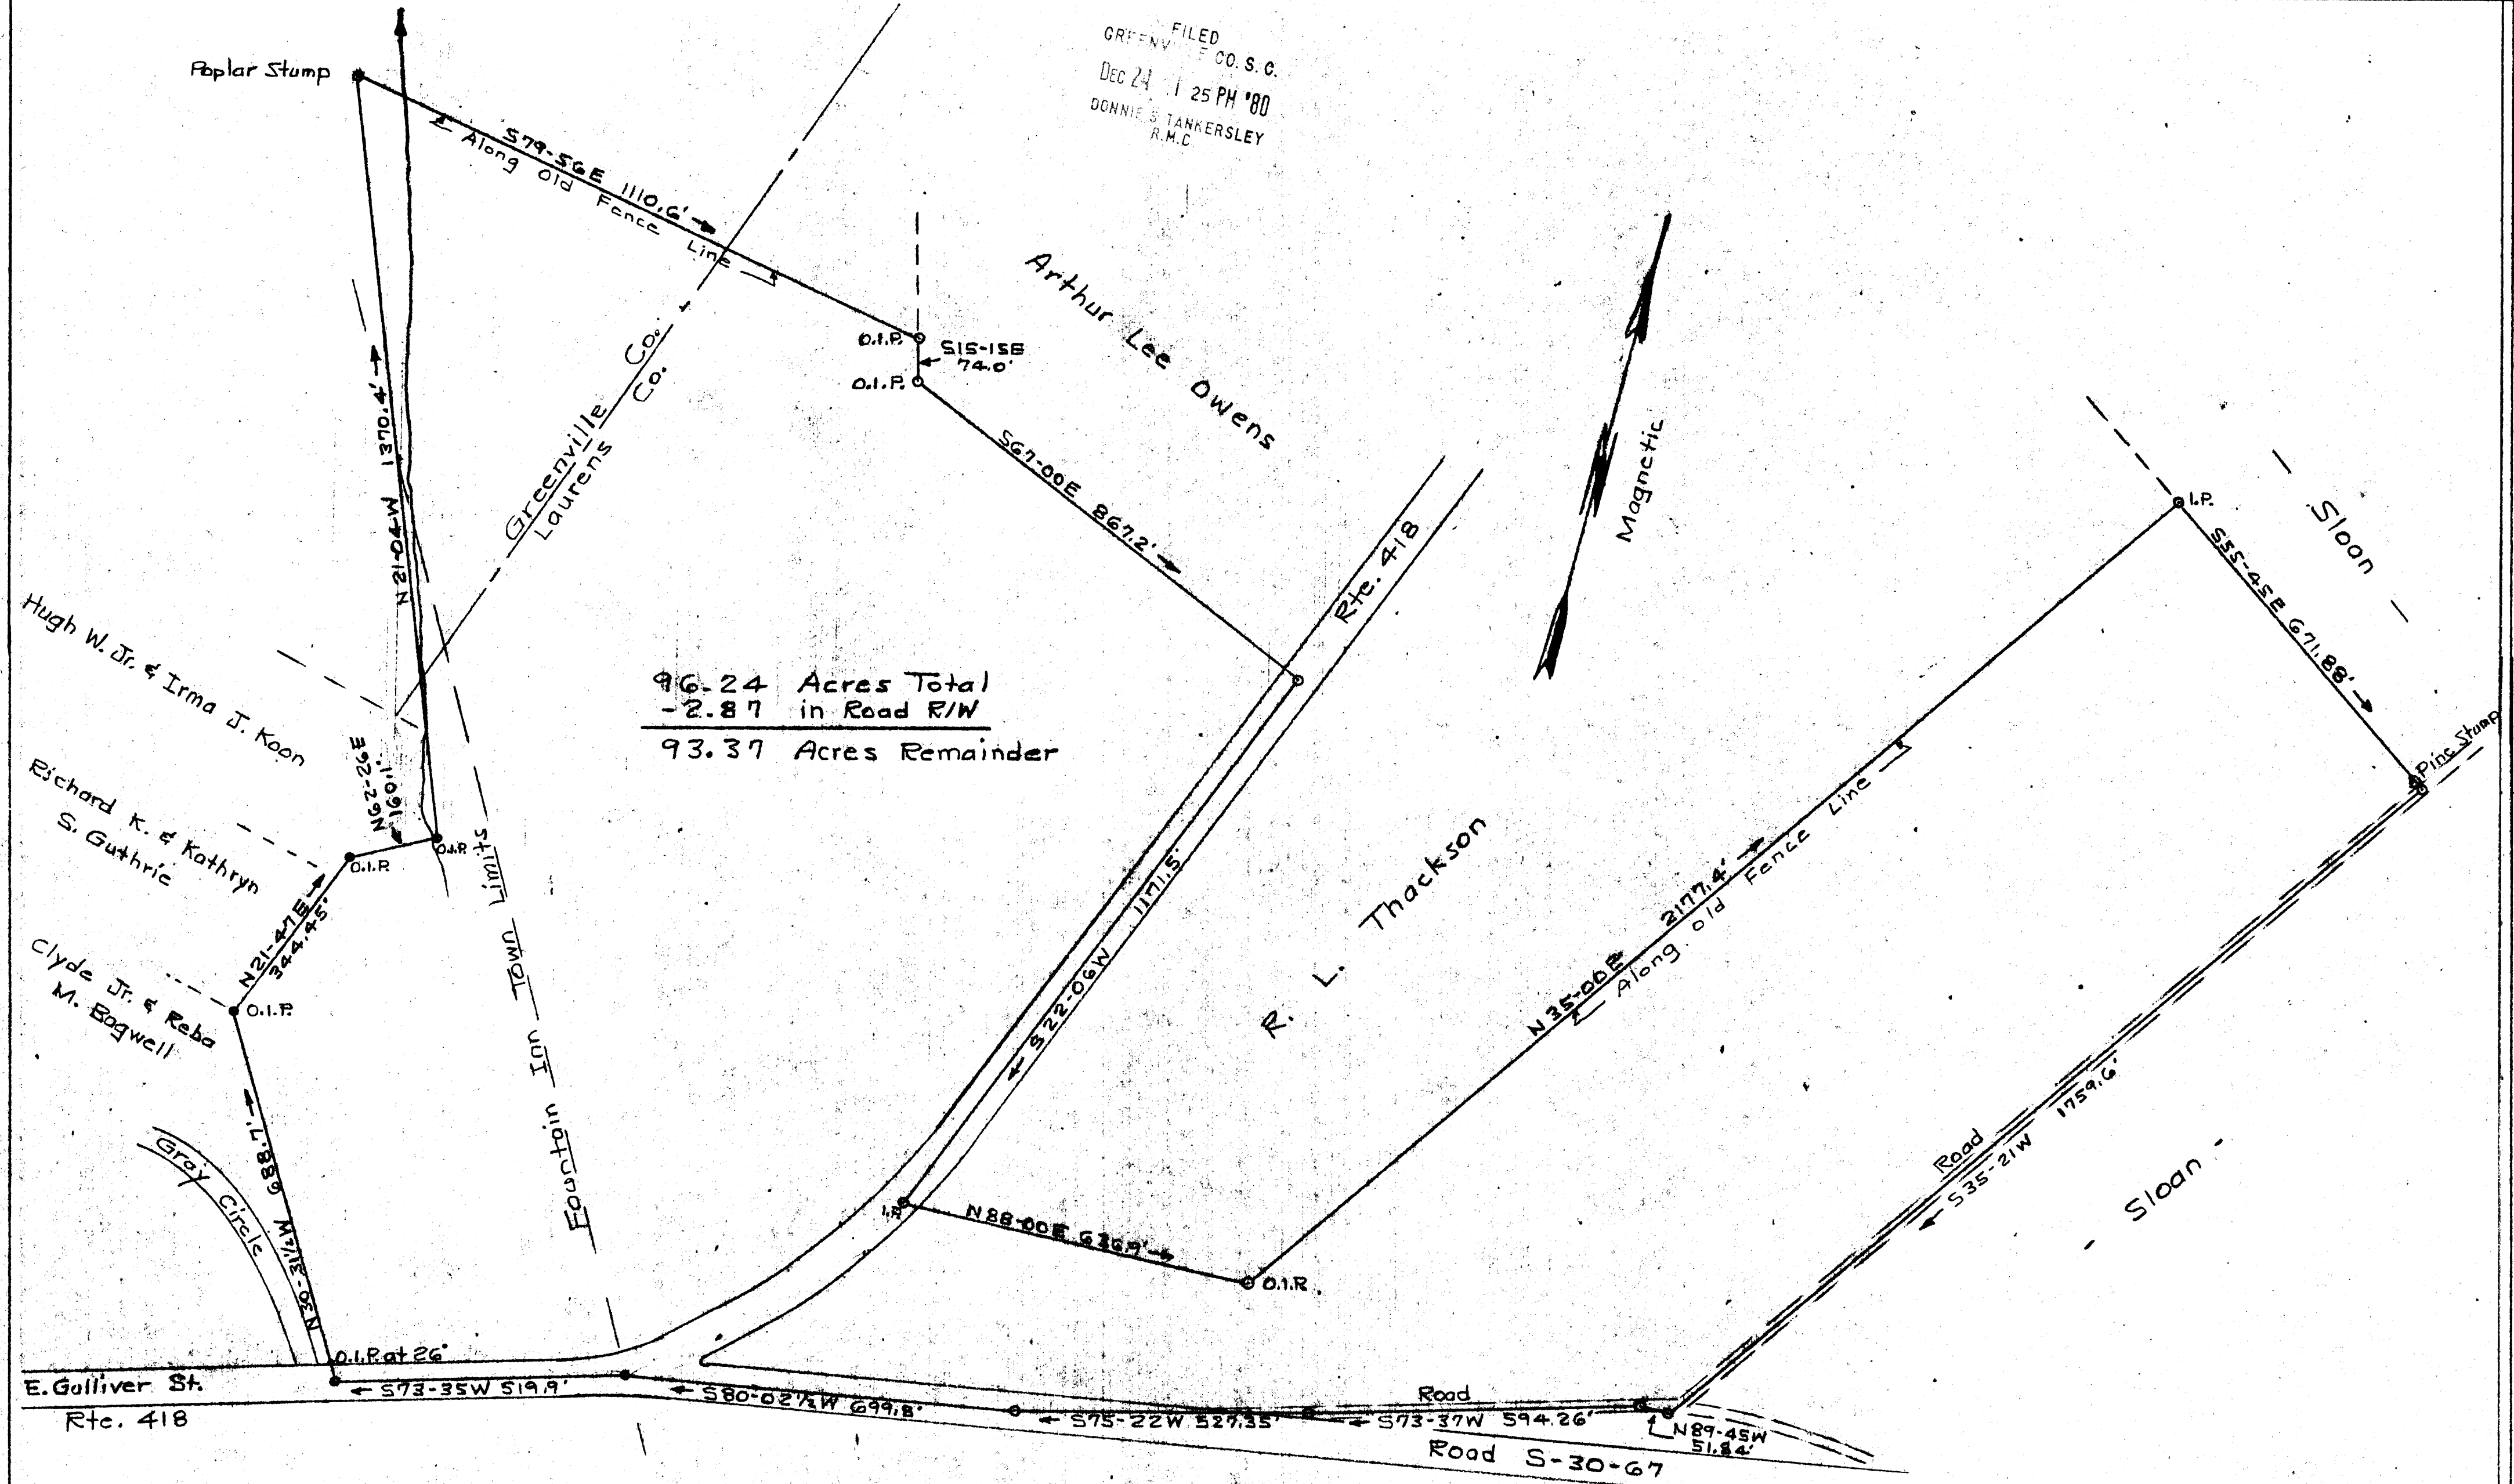 FILED
GREENVILLE CO. S. C.
DEC 24 1 25 PM '80
DONNIE S. TANKERSLEY
R.M.C
Poplar Stump
S79-56E 1110.6'
Along Old Fence Line
Arthur Lee Owens
O.I.P.
S15-15E
74.0'
O.I.P.
Greenville Co.
Laurens Co.
N21-04W 1370.4'
S67-00E 867.2'
Rte. 418
Magnetic
I.P.
Sloan
S55-45E 671.88'
Pine Stump
Hugh W. Jr. & Irma J. Koon
96.24 Acres Total
-2.87 in Road R/W
93.37 Acres Remainder
N62-29E
160.1'
O.I.P.
O.I.P.
Richard K. & Kathryn
S. Guthrie
N21-47E
344.45'
O.I.P.
Clyde Jr. & Reba
M. Bagwell
Fountain Inn Town Limits
S22-06W 1171.5'
R. L. Thackson
N35-00E 2177.4'
Along old Fence Line
Gray Circle
N30-31½W 688.7'
I.P.
N88-00E 636.9'
O.I.P.
Road
S35-21W 1759.6'
Sloan
O.I.P. at 26'
E. Gulliver St.
Rte. 418
S73-35W 519.9'
S80-02½W 699.8'
S75-22W 527.35'
Road
S73-37W 594.26'
N89-45W
51.84'
Road S-30-67